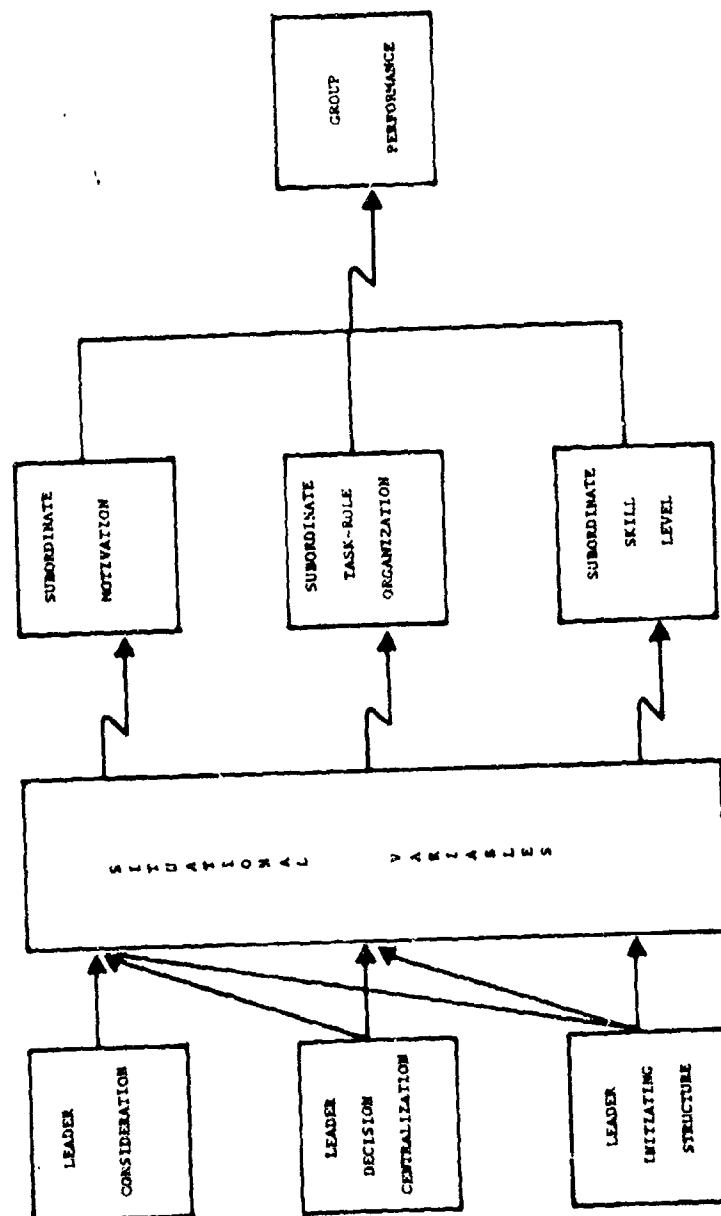 LEADER
CONSIDERATION
LEADER
DECISION
CENTRALIZATION
LEADER
INITIATING
STRUCTURE
SITUATIONAL
VARIABLES
SUBORDINATE
MOTIVATION
SUBORDINATE
TASK-ROLE
ORGANIZATION
SUBORDINATE
SKILL
LEVEL
GROUP
PERFORMANCE